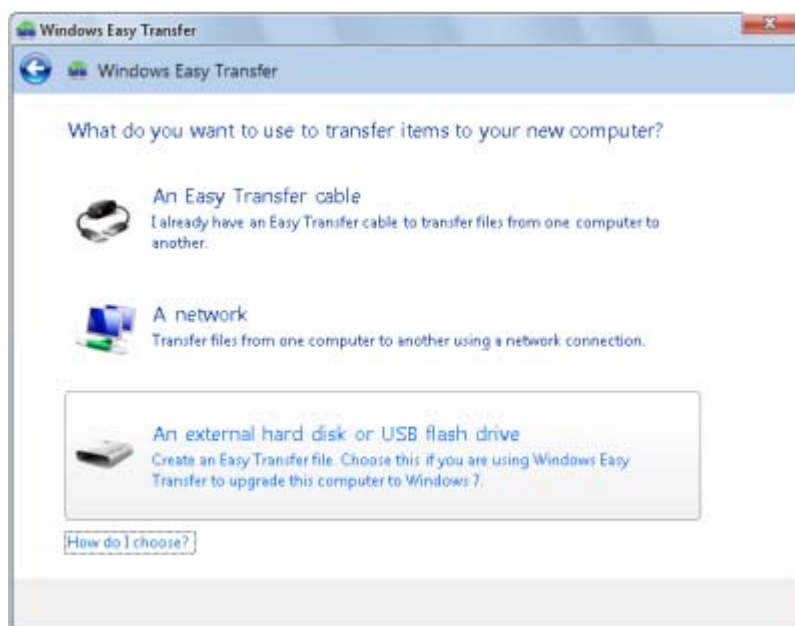 Windows Easy Transfer
Windows Easy Transfer
What do you want to use to transfer items to your new computer?
An Easy Transfer cable
I already have an Easy Transfer cable to transfer files from one computer to
another.
A network
Transfer files from one computer to another using a network connection.
An external hard disk or USB flash drive
Create an Easy Transfer file. Choose this if you are using Windows Easy
Transfer to upgrade this computer to Windows 7.
How do I choose?